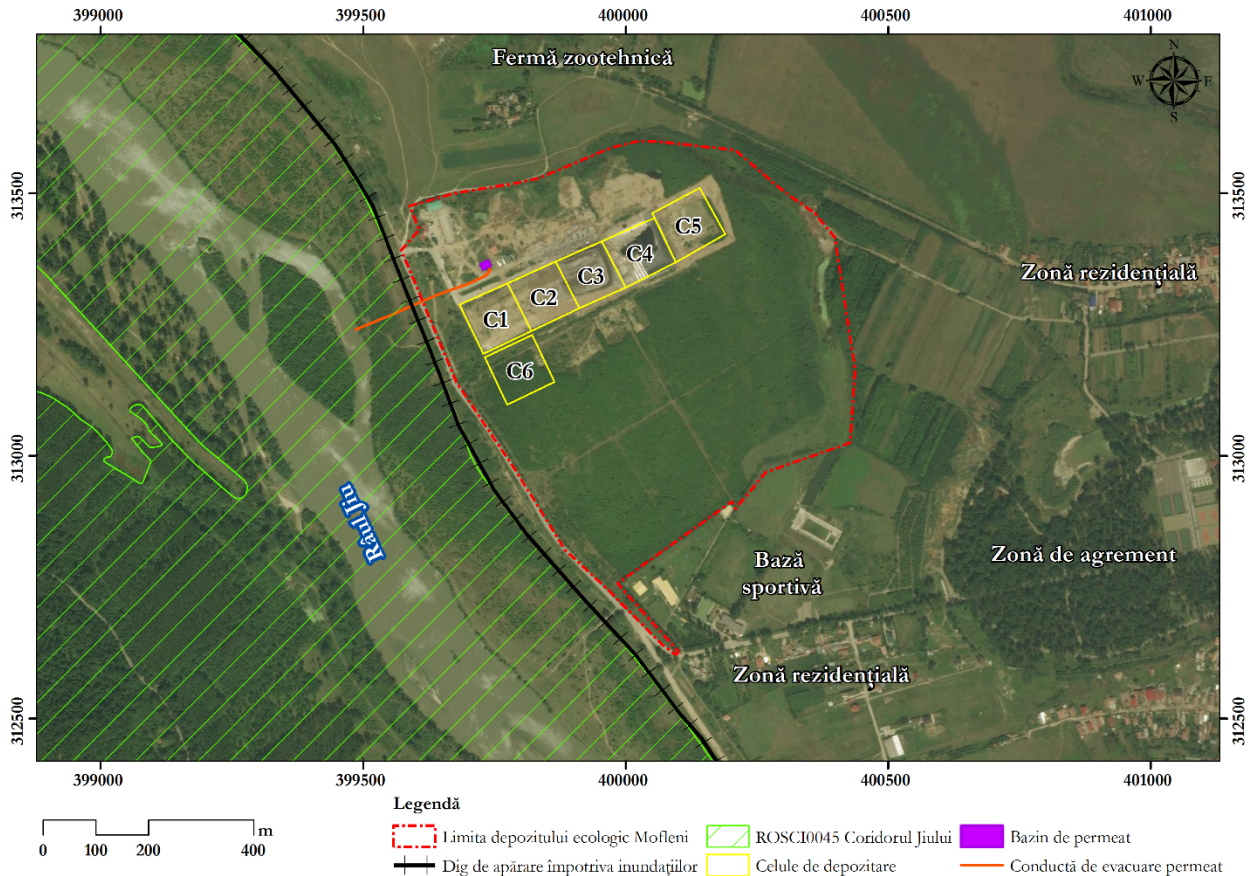 399000 399500 400000 400500 401000
Fermă zootehnică
N
W E
S
313500 313500
C5
C4
C3
C2
C1
C6
Zonă rezidențială
313000 313000
Râul Jiu
Zonă de agrement
Bază
sportivă
Zonă rezidențială
312500 312500
399000 399500 400000 400500 401000
Legendă
m
0 100 200 400
Limita depozitului ecologic Mofleni
ROSCI0045 Coridorul Jiului
Bazin de permeat
Dig de apărare împotriva inundațiilor
Celule de depozitare
Conductă de evacuare permeat